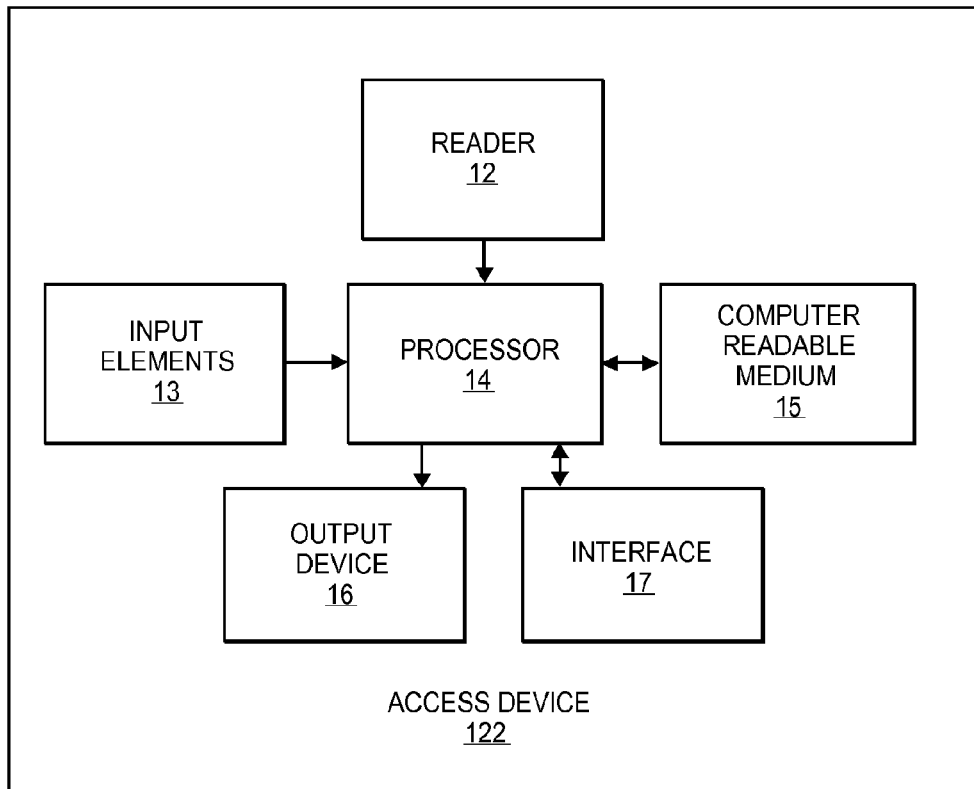 READER
12
INPUT
ELEMENTS
13
PROCESSOR
14
COMPUTER
READABLE
MEDIUM
15
OUTPUT
DEVICE
16
INTERFACE
17
ACCESS DEVICE
122